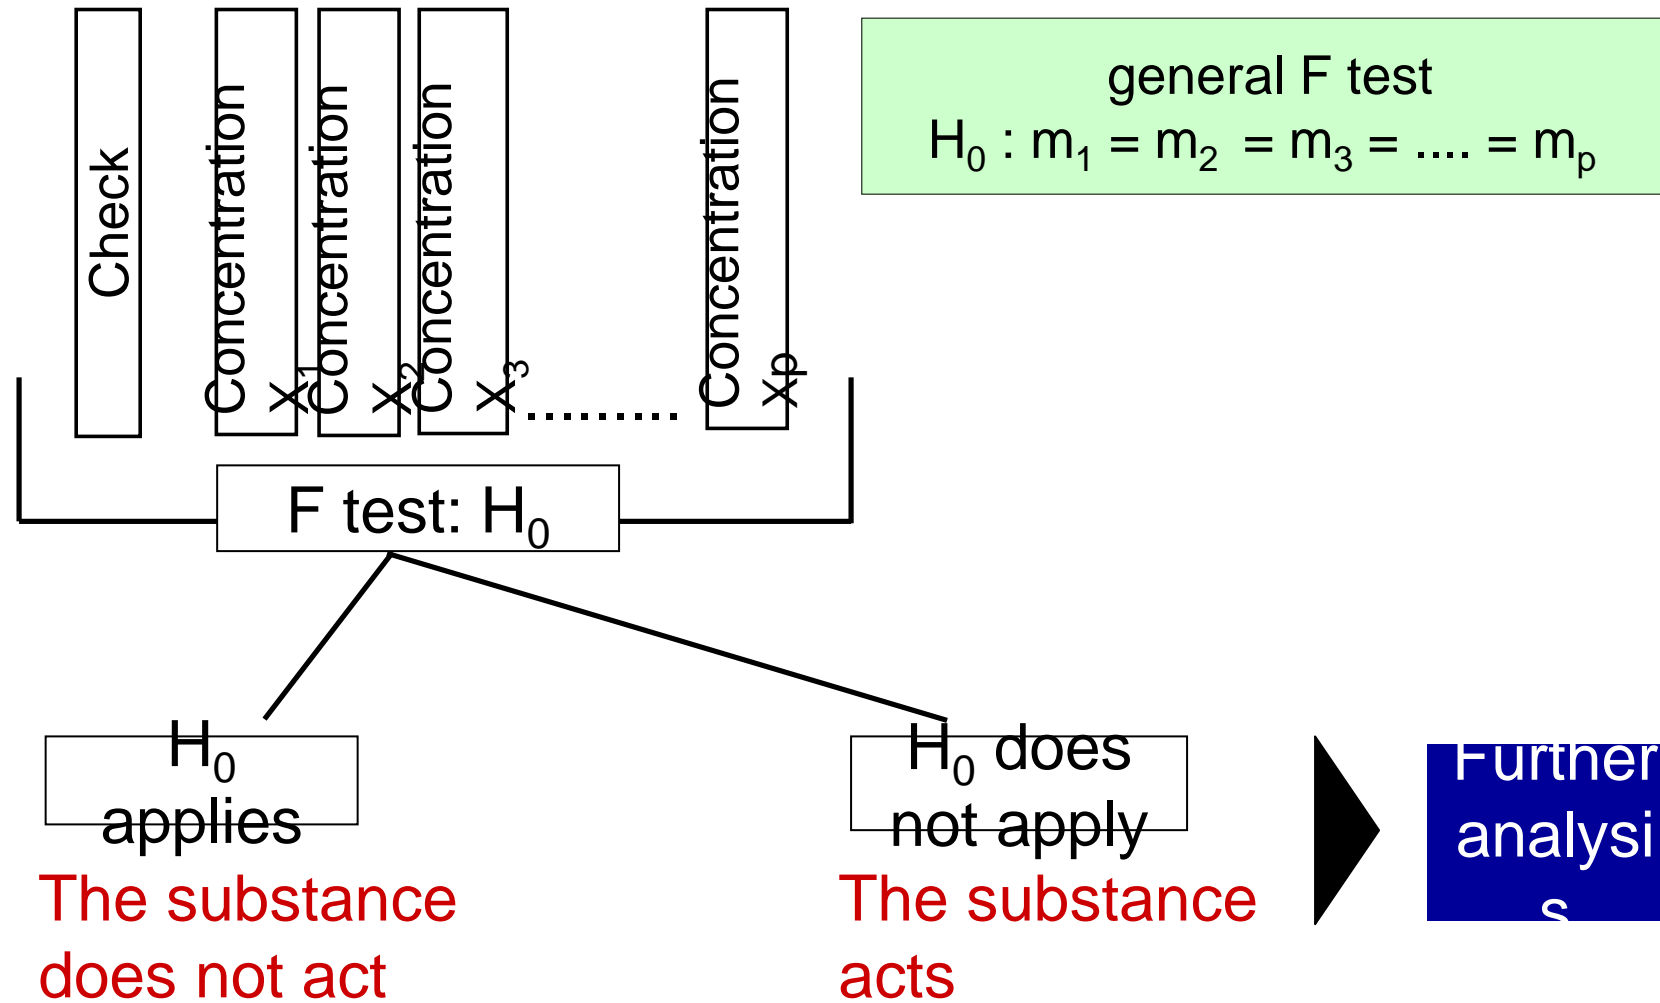 Check
Concentration
X₁
Concentration
X₂
Concentration
X₃
.........
Concentration
Xp
general F test
H₀ : m₁ = m₂ = m₃ = .... = mₚ
F test: H₀
H₀
applies
The substance
does not act
H₀ does
not apply
The substance
acts
Further
analysi
s